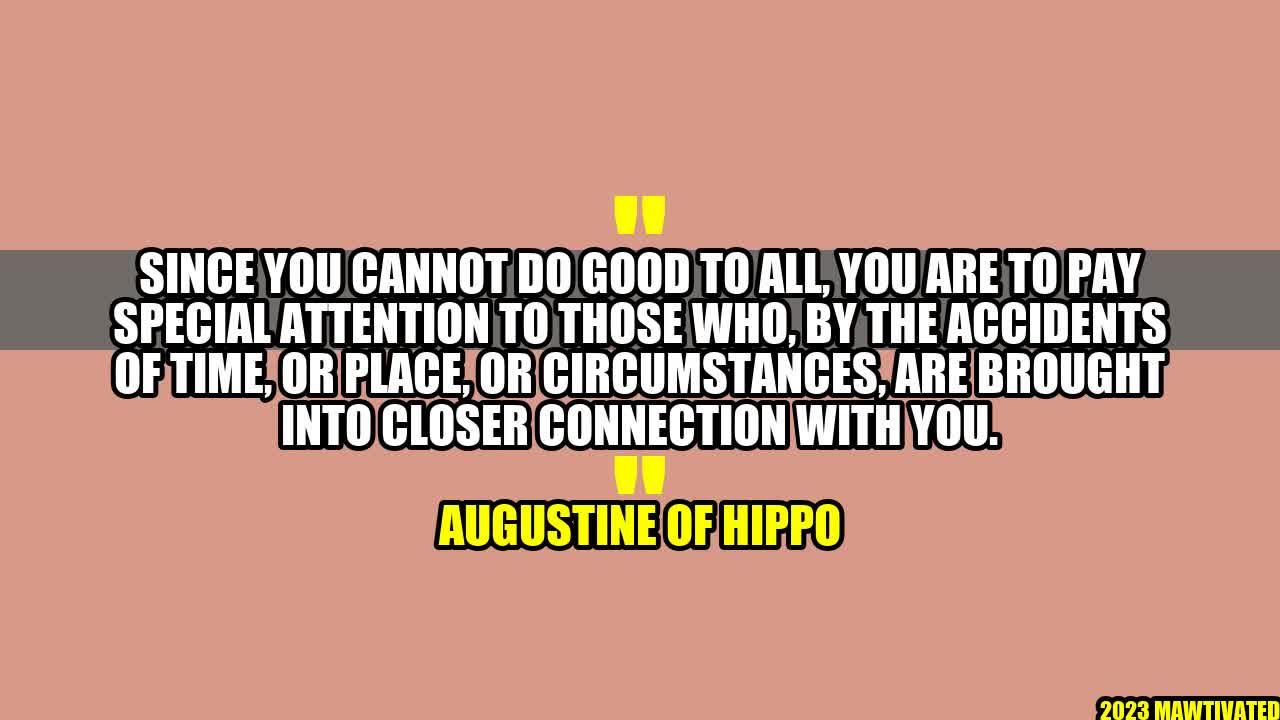 "
SINCE YOU CANNOT DO GOOD TO ALL, YOU ARE TO PAY
SPECIAL ATTENTION TO THOSE WHO, BY THE ACCIDENTS
OF TIME, OR PLACE, OR CIRCUMSTANCES, ARE BROUGHT
INTO CLOSER CONNECTION WITH YOU.
"
AUGUSTINE OF HIPPO
2023 MAWTIVATED